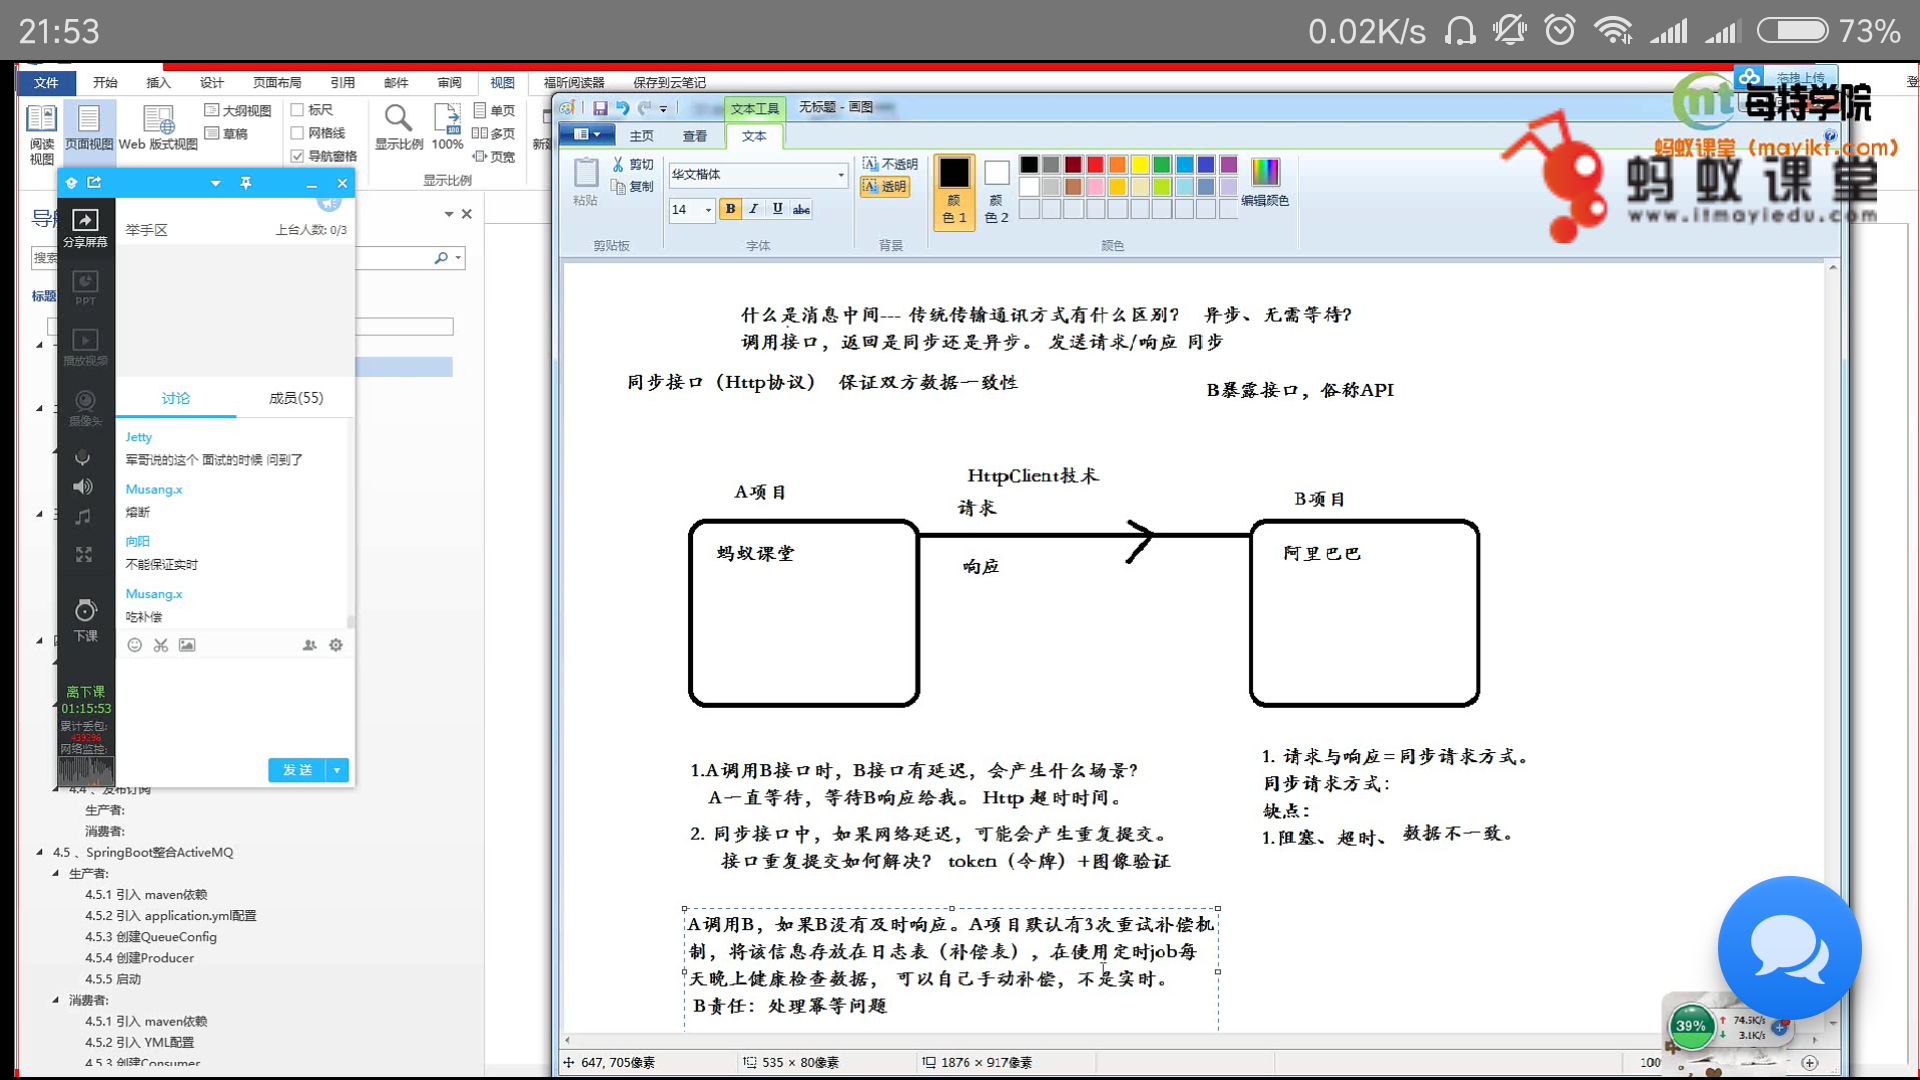 21:53
0.02K/s
73%
文件 开始 插入 设计 页面布局 引用 邮件 审阅 视图 福昕阅读器 保存到云笔记
阅读视图
页面视图
Web 版式视图
大纲视图
草稿
标尺
网格线
导航窗格
显示比例
100%
单页
多页
页宽
显示比例
文本工具
无标题 - 画图
主页 查看 文本
粘贴
剪切
复制
剪贴板
华文楷体
14
B I U abc
字体
不透明
透明
背景
颜色 1
颜色 2
编辑颜色
颜色
拖拽上传
每特学院
蚂蚁课堂（mayikt.com）
蚂蚁课堂
www.itmayiedu.com
分享屏幕
PPT
播放视频
摄像头
下课
离下课
01:15:53
累计丢包:
439396
网络监控:
举手区
上台人数: 0/3
讨论
成员(55)
Jetty
军哥说的这个 面试的时候 问到了
Musang.x
熔断
向阳
不能保证实时
Musang.x
吃补偿
发 送
生产者:
消费者:
4.5 、SpringBoot整合ActiveMQ
生产者:
4.5.1 引入 maven依赖
4.5.2 引入 application.yml配置
4.5.3 创建QueueConfig
4.5.4 创建Producer
4.5.5 启动
消费者:
4.5.1 引入 maven依赖
4.5.2 引入 YML配置
4.5.3 创建Consumer
什么是消息中间--- 传统传输通讯方式有什么区别？ 异步、无需等待？
调用接口，返回是同步还是异步。 发送请求/响应 同步
同步接口（Http协议） 保证双方数据一致性
B暴露接口，俗称API
HttpClient技术
A项目
请求
B项目
蚂蚁课堂
响应
阿里巴巴
1.A调用B接口时，B接口有延迟，会产生什么场景？
A一直等待，等待B响应给我。 Http 超时时间。
2. 同步接口中，如果网络延迟，可能会产生重复提交。
接口重复提交如何解决？ token（令牌）+图像验证
1. 请求与响应=同步请求方式。
同步请求方式：
缺点：
1.阻塞、超时、 数据不一致。
A调用B，如果B没有及时响应。A项目默认有3次重试补偿机
制，将该信息存放在日志表（补偿表），在使用定时job每
天晚上健康检查数据， 可以自己手动补偿，不是实时。
B责任：处理幂等问题
647, 705像素
535 × 80像素
1876 × 917像素
39%
74.5K/s
3.1K/s